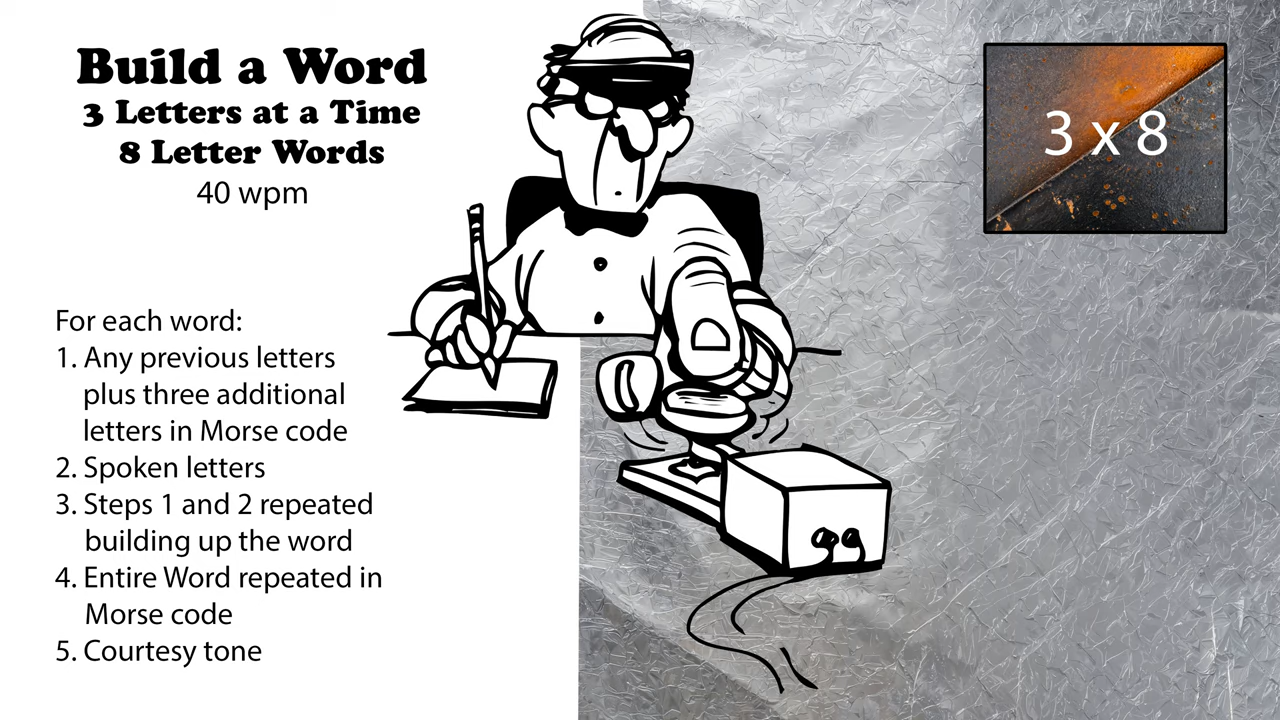 Build a Word
3 Letters at a Time
8 Letter Words
40 wpm
3 x 8
For each word:
1. Any previous letters
plus three additional
letters in Morse code
2. Spoken letters
3. Steps 1 and 2 repeated
building up the word
4. Entire Word repeated in
Morse code
5. Courtesy tone